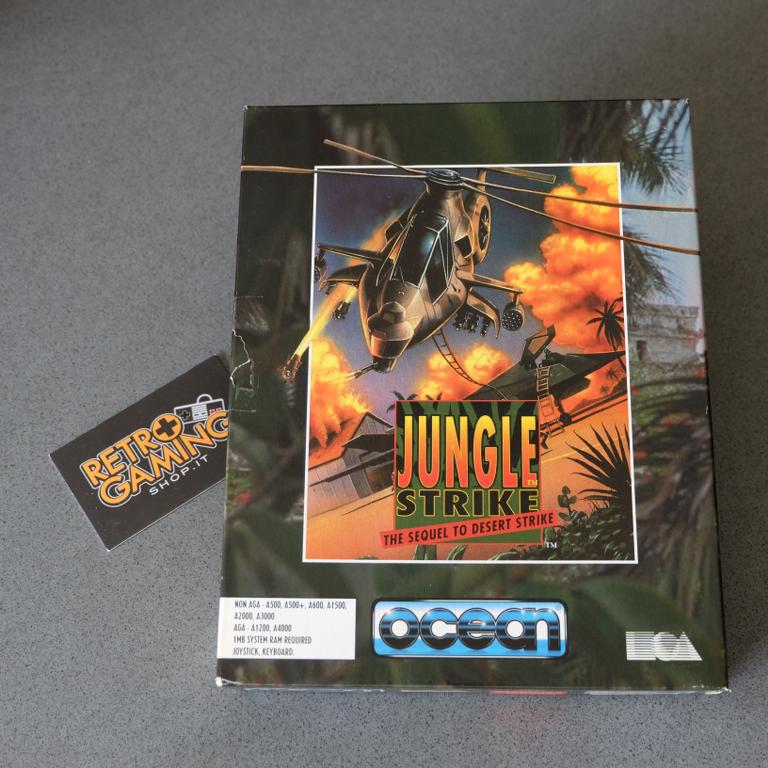 JUNGLE
STRIKE
THE SEQUEL TO DESERT STRIKE
TM
TM
RETRO
GAMING
SHOP.IT
NON AGA - A500, A500+, A600, A1500,
A2000, A3000
AGA - A1200, A4000
1MB SYSTEM RAM REQUIRED
JOYSTICK, KEYBOARD.
ocean
EA